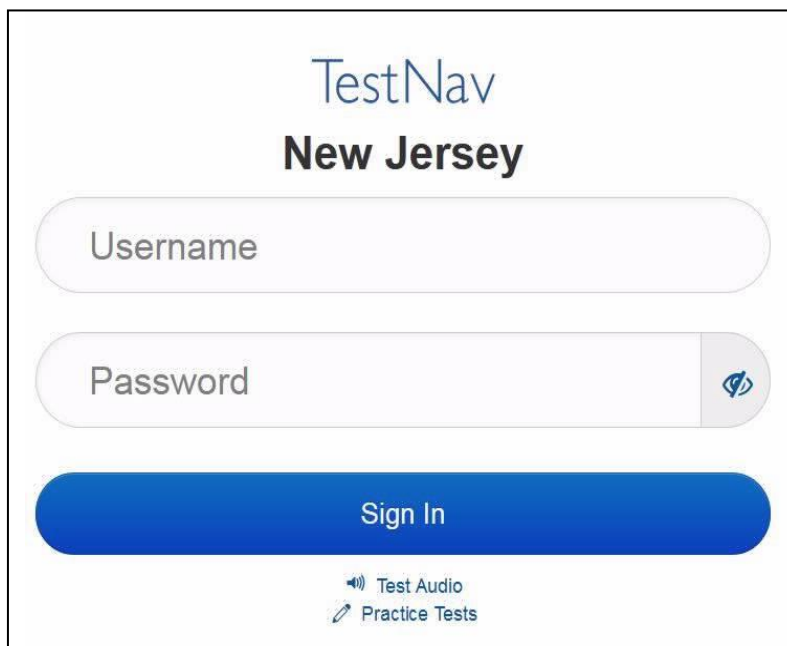 TestNav
New Jersey
Username
Password
Sign In
Test Audio
Practice Tests